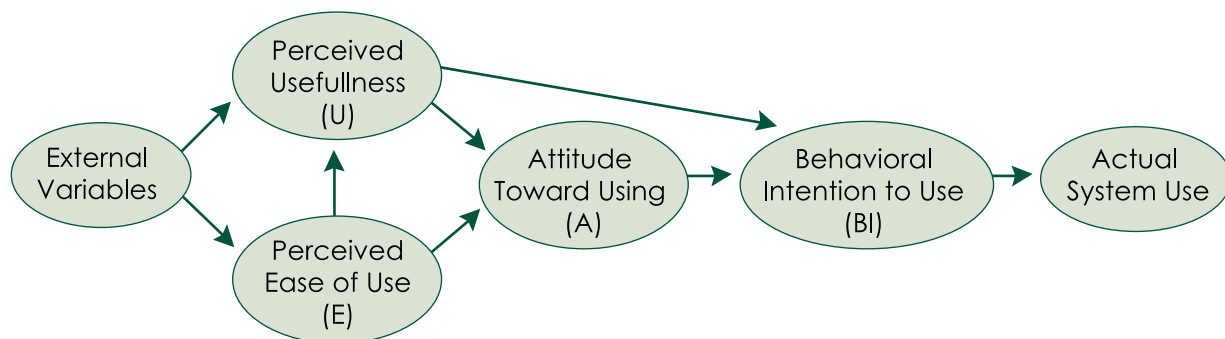 External
Variables
Perceived
Usefullness
(U)
Perceived
Ease of Use
(E)
Attitude
Toward Using
(A)
Behavioral
Intention to Use
(BI)
Actual
System Use